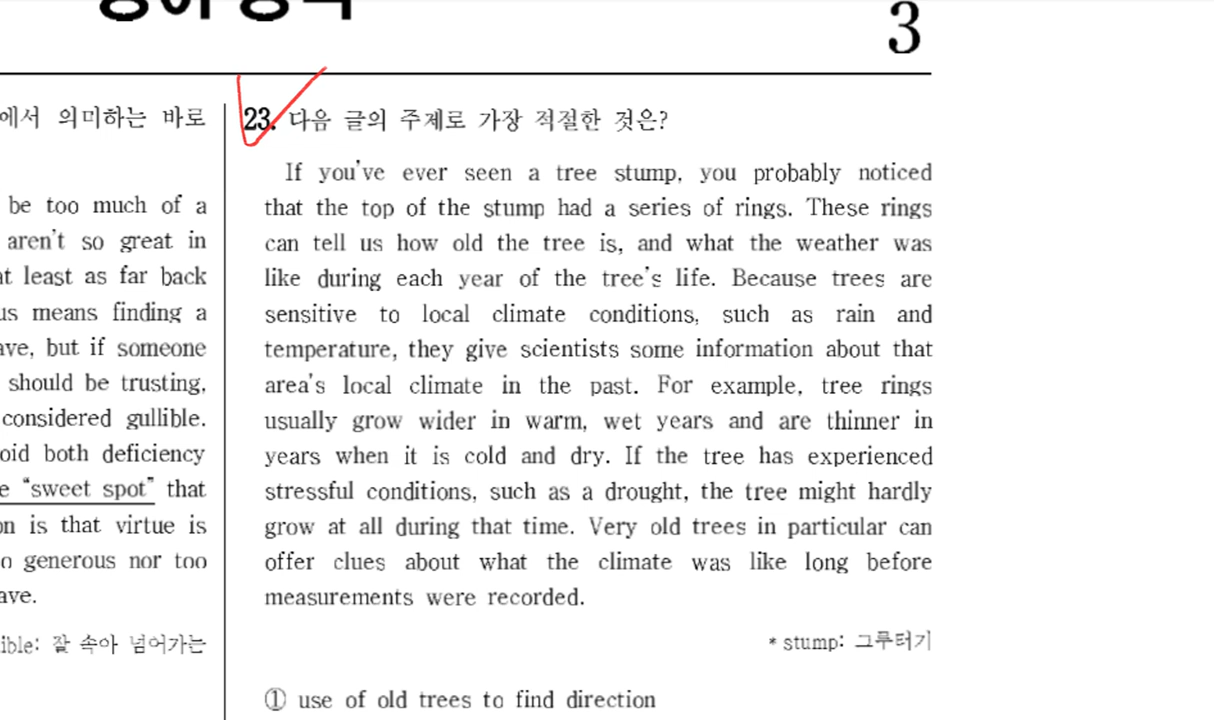 3
에서 의미하는 바로
be too much of a
aren't so great in
at least as far back
us means finding a
ave, but if someone
should be trusting,
considered gullible.
oid both deficiency
e “sweet spot” that
on is that virtue is
o generous nor too
ave.
ible: 잘 속아 넘어가는
23. 다음 글의 주제로 가장 적절한 것은?
If you've ever seen a tree stump, you probably noticed
that the top of the stump had a series of rings. These rings
can tell us how old the tree is, and what the weather was
like during each year of the tree's life. Because trees are
sensitive to local climate conditions, such as rain and
temperature, they give scientists some information about that
area's local climate in the past. For example, tree rings
usually grow wider in warm, wet years and are thinner in
years when it is cold and dry. If the tree has experienced
stressful conditions, such as a drought, the tree might hardly
grow at all during that time. Very old trees in particular can
offer clues about what the climate was like long before
measurements were recorded.
* stump: 그루터기
① use of old trees to find direction